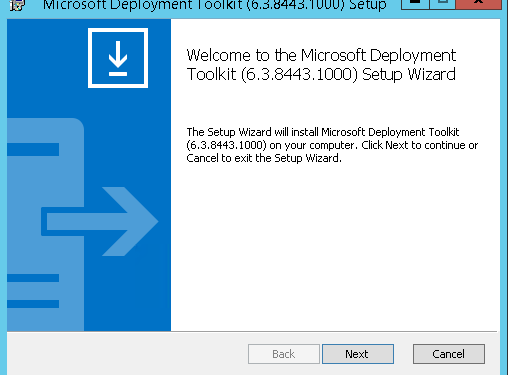 Microsoft Deployment Toolkit (6.3.8443.1000) Setup
Welcome to the Microsoft Deployment
Toolkit (6.3.8443.1000) Setup Wizard
The Setup Wizard will install Microsoft Deployment Toolkit
(6.3.8443.1000) on your computer. Click Next to continue or
Cancel to exit the Setup Wizard.
Back Next Cancel